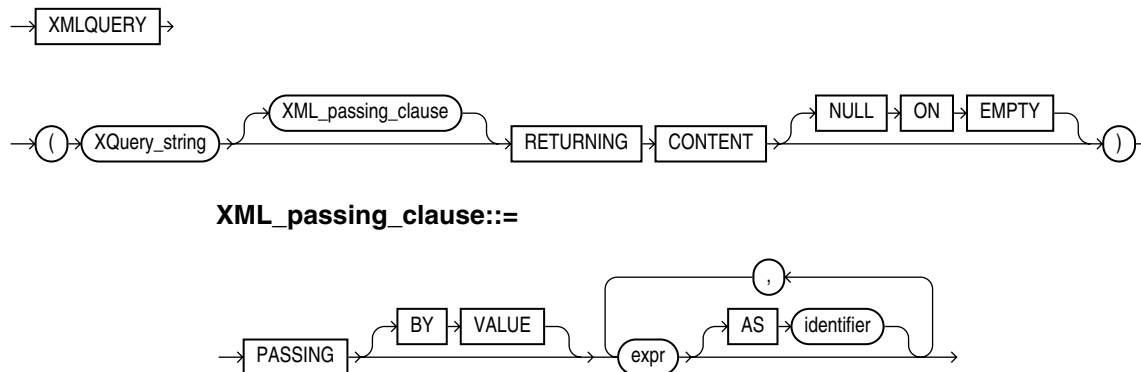 XMLQUERY
( XQuery_string XML_passing_clause RETURNING CONTENT NULL ON EMPTY )
XML_passing_clause::=
PASSING BY VALUE expr AS identifier ,